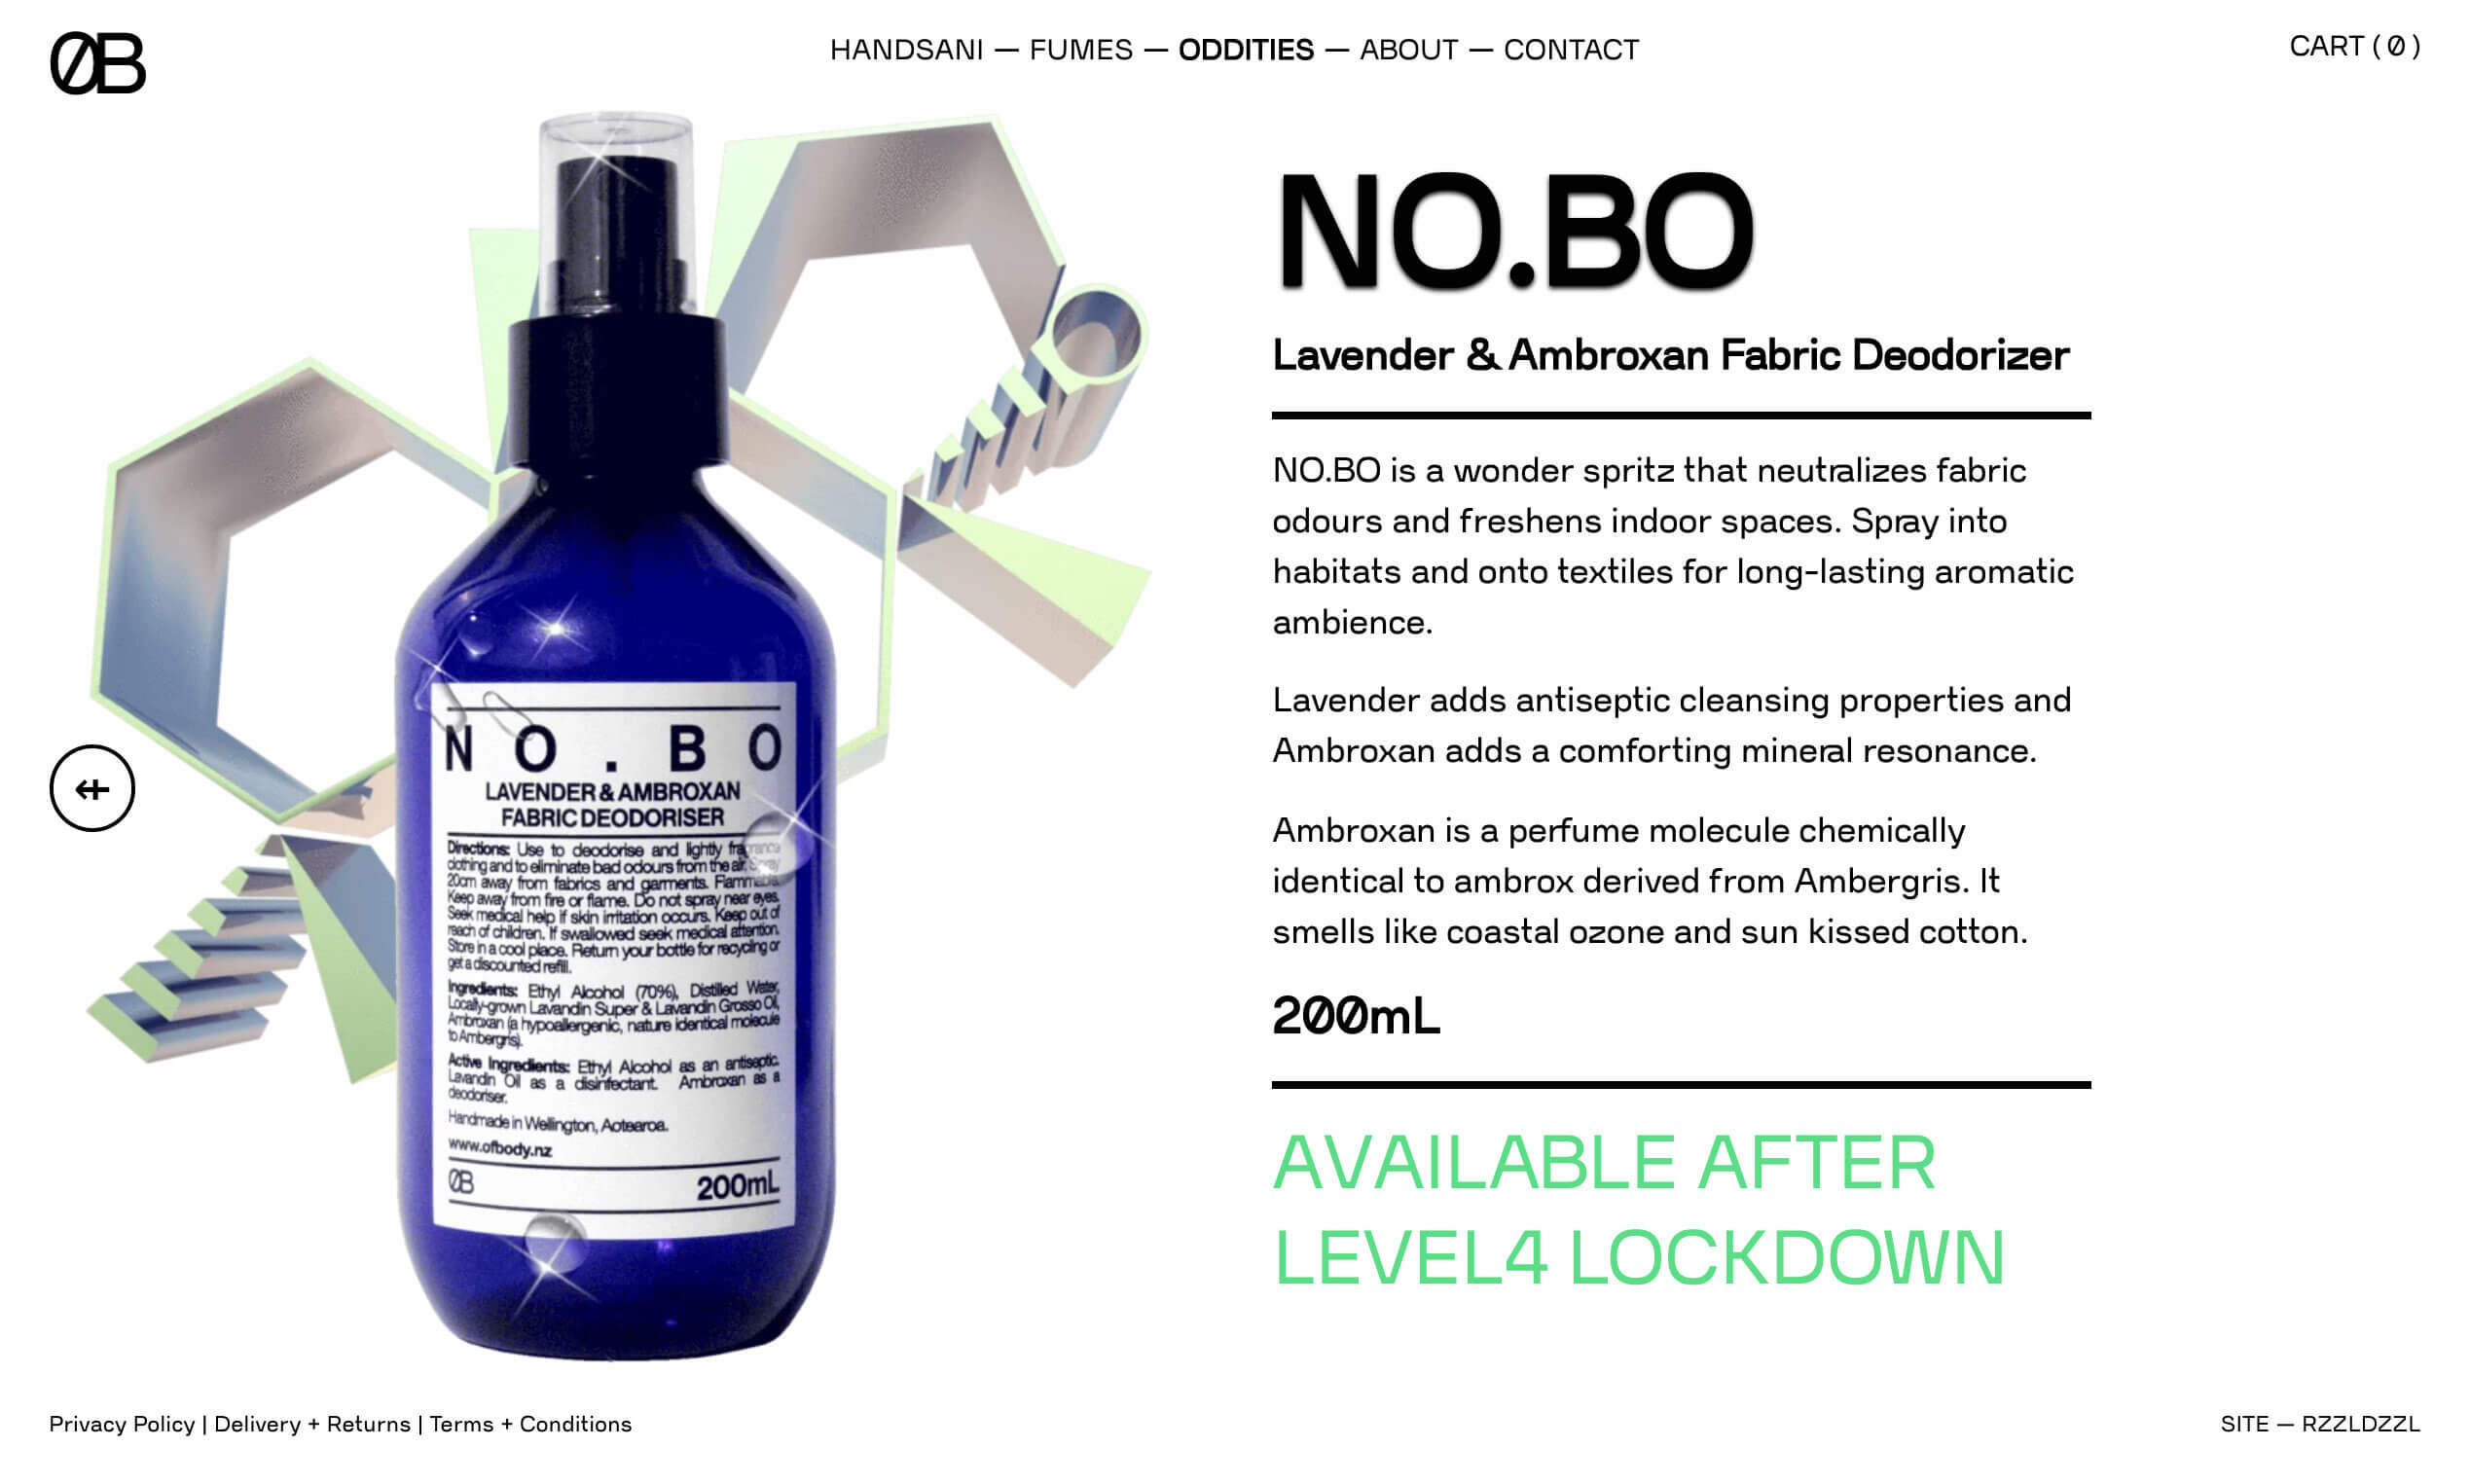 ØB
HANDSANI — FUMES — ODDITIES — ABOUT — CONTACT
CART ( 0 )
N O . B O
LAVENDER & AMBROXAN
FABRIC DEODORISER
Directions: Use to deodorise and lightly fragrance
clothing and to eliminate bad odours from the air. Spray
20cm away from fabrics and garments. Flammable.
Keep away from fire or flame. Do not spray near eyes.
Seek medical help if skin irritation occurs. Keep out of
reach of children. If swallowed seek medical attention.
Store in a cool place. Return your bottle for recycling or
get a discounted refill.
Ingredients: Ethyl Alcohol (70%), Distilled Water,
Locally-grown Lavandin Super & Lavandin Grosso Oil,
Ambroxan (a hypoallergenic, nature identical molecule
to Ambergris).
Active Ingredients: Ethyl Alcohol as an antiseptic.
Lavandin Oil as a disinfectant. Ambroxan as a
deodoriser.
Handmade in Wellington, Aotearoa.
www.ofbody.nz
ØB 200mL
NO.BO
Lavender & Ambroxan Fabric Deodorizer
NO.BO is a wonder spritz that neutralizes fabric
odours and freshens indoor spaces. Spray into
habitats and onto textiles for long-lasting aromatic
ambience.
Lavender adds antiseptic cleansing properties and
Ambroxan adds a comforting mineral resonance.
Ambroxan is a perfume molecule chemically
identical to ambrox derived from Ambergris. It
smells like coastal ozone and sun kissed cotton.
200mL
AVAILABLE AFTER
LEVEL4 LOCKDOWN
Privacy Policy | Delivery + Returns | Terms + Conditions
SITE — RZZLDZZL